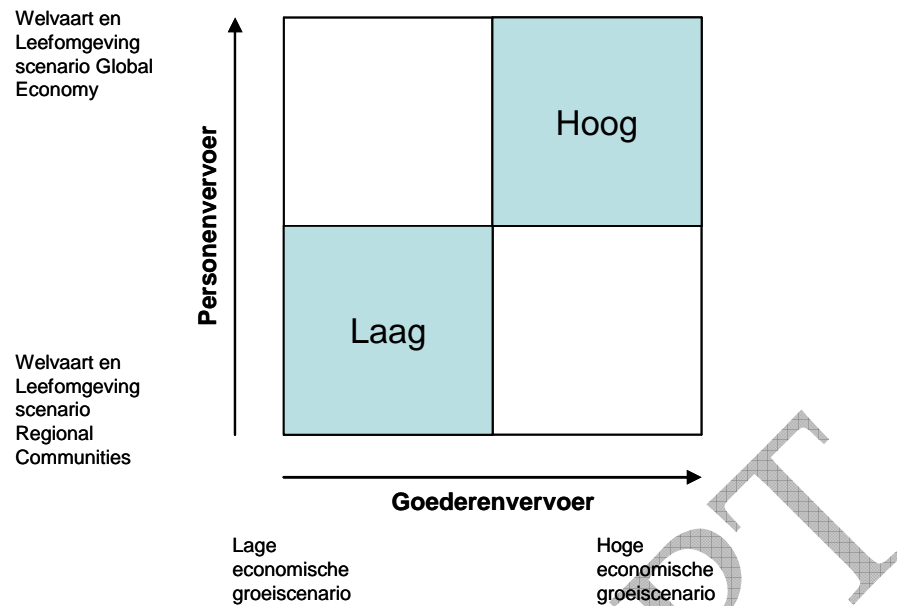 Welvaart en
Leefomgeving
scenario Global
Economy
Personenvervoer
Hoog
Laag
Welvaart en
Leefomgeving
scenario
Regional
Communities
Goederenvervoer
Lage
economische
groeiscenario
Hoge
economische
groeiscenario
PT